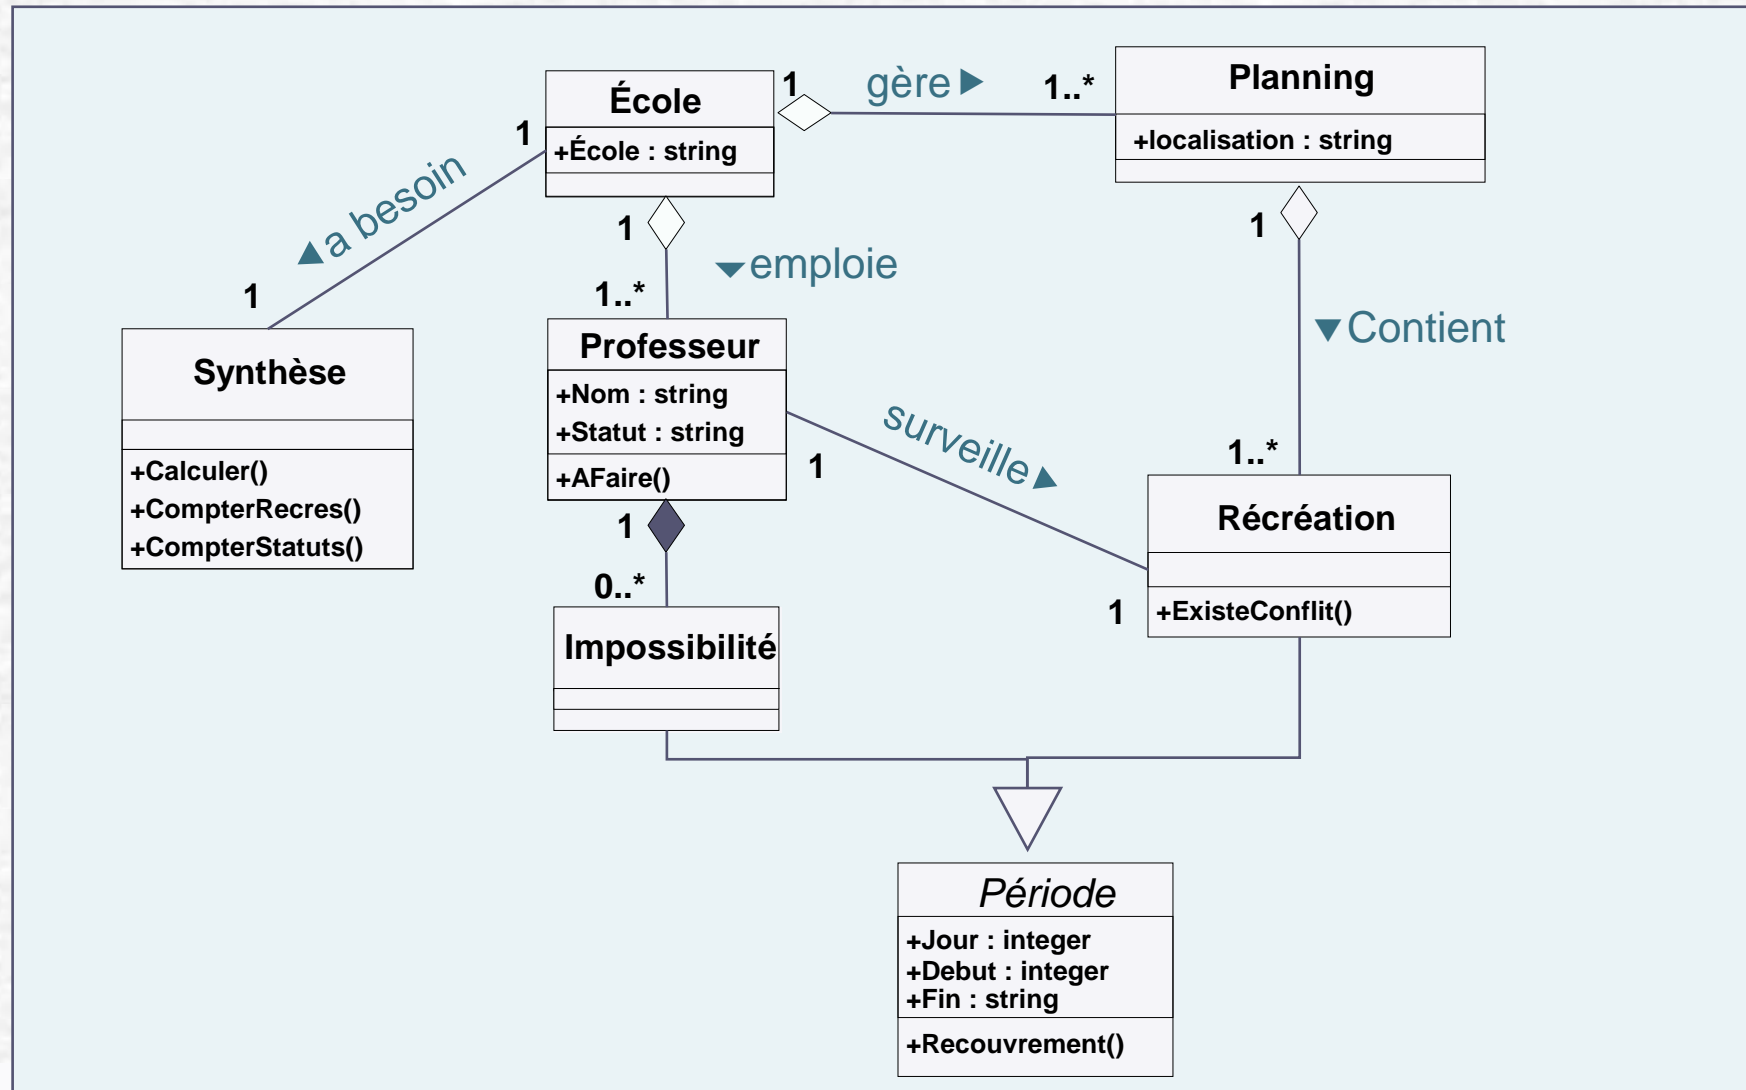 École
+École : string
1
gère
1..*
Planning
+localisation : string
1
a besoin
1
1
emploie
1..*
1
Contient
1..*
Synthèse
+Calculer()
+CompterRecres()
+CompterStatuts()
Professeur
+Nom : string
+Statut : string
+AFaire()
surveille
1
1
Récréation
+ExisteConflit()
1
0..*
Impossibilité
Période
+Jour : integer
+Debut : integer
+Fin : string
+Recouvrement()